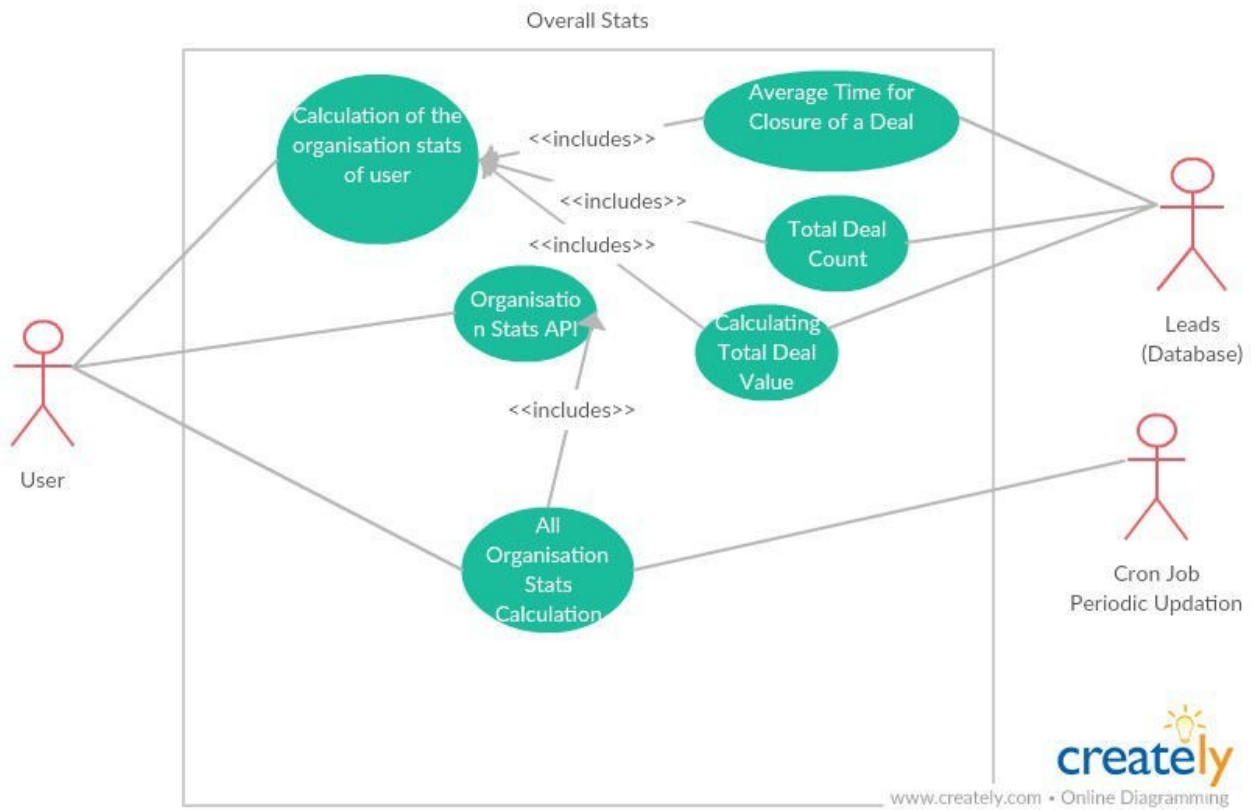 Overall Stats
Calculation of the
organisation stats
of user
<<includes>>
Average Time for
Closure of a Deal
<<includes>>
Total Deal
Count
<<includes>>
Organisatio
n Stats API
Calculating
Total Deal
Value
Leads
(Database)
<<includes>>
User
All
Organisation
Stats
Calculation
Cron Job
Periodic Updation
creately
www.creately.com • Online Diagramming